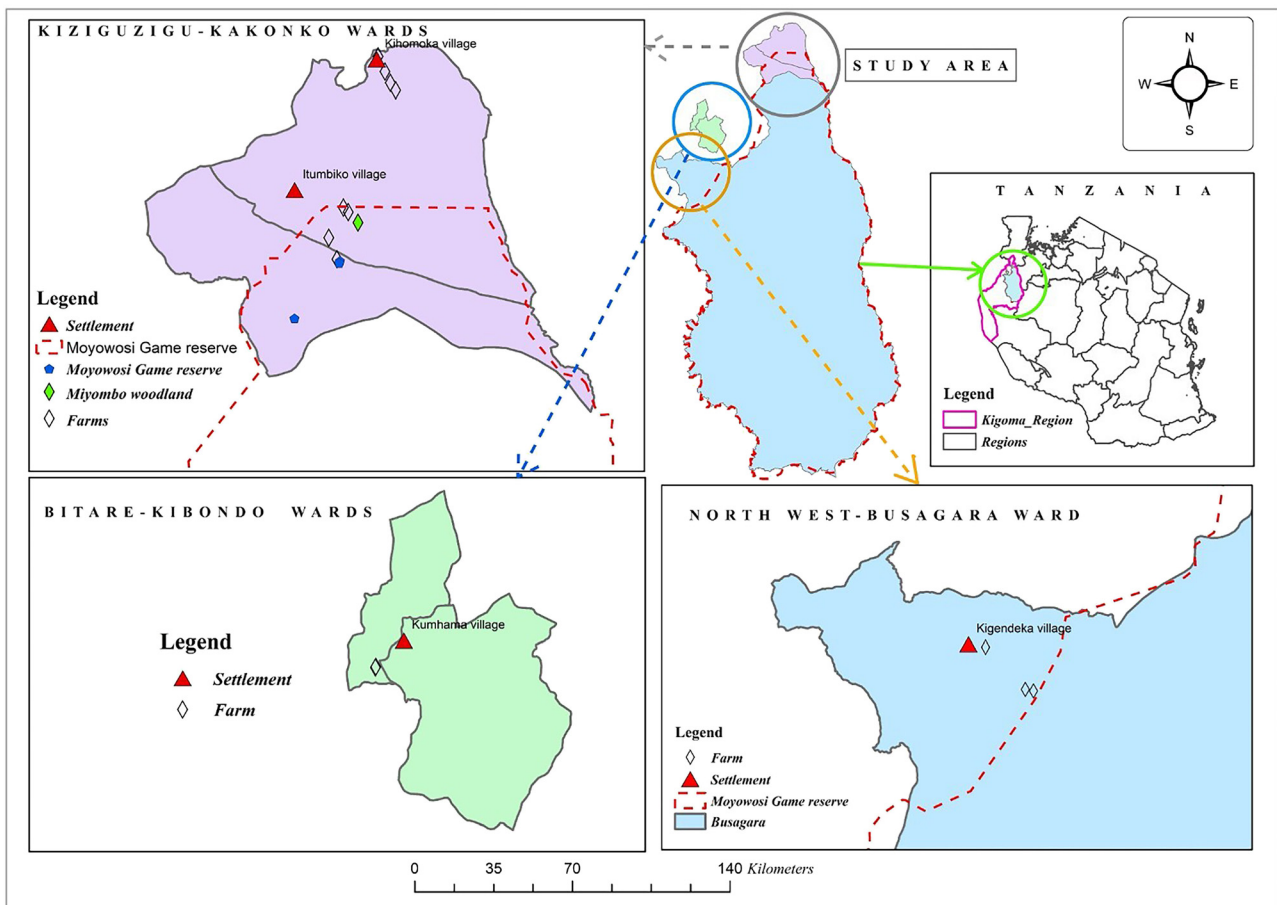 KIZIGUZIGU-KAKONKO WARDS
Kihomoka village
Itumbiko village
Legend
Settlement
Moyowosi Game reserve
Moyowosi Game reserve
Miyombo woodland
Farms
STUDY AREA
N
W E
S
TANZANIA
Legend
Kigoma_Region
Regions
BITARE-KIBONDO WARDS
Kumhama village
Legend
Settlement
Farm
NORTH WEST-BUSAGARA WARD
Kigendeka village
Legend
Farm
Settlement
Moyowosi Game reserve
Busagara
0 35 70 140 Kilometers